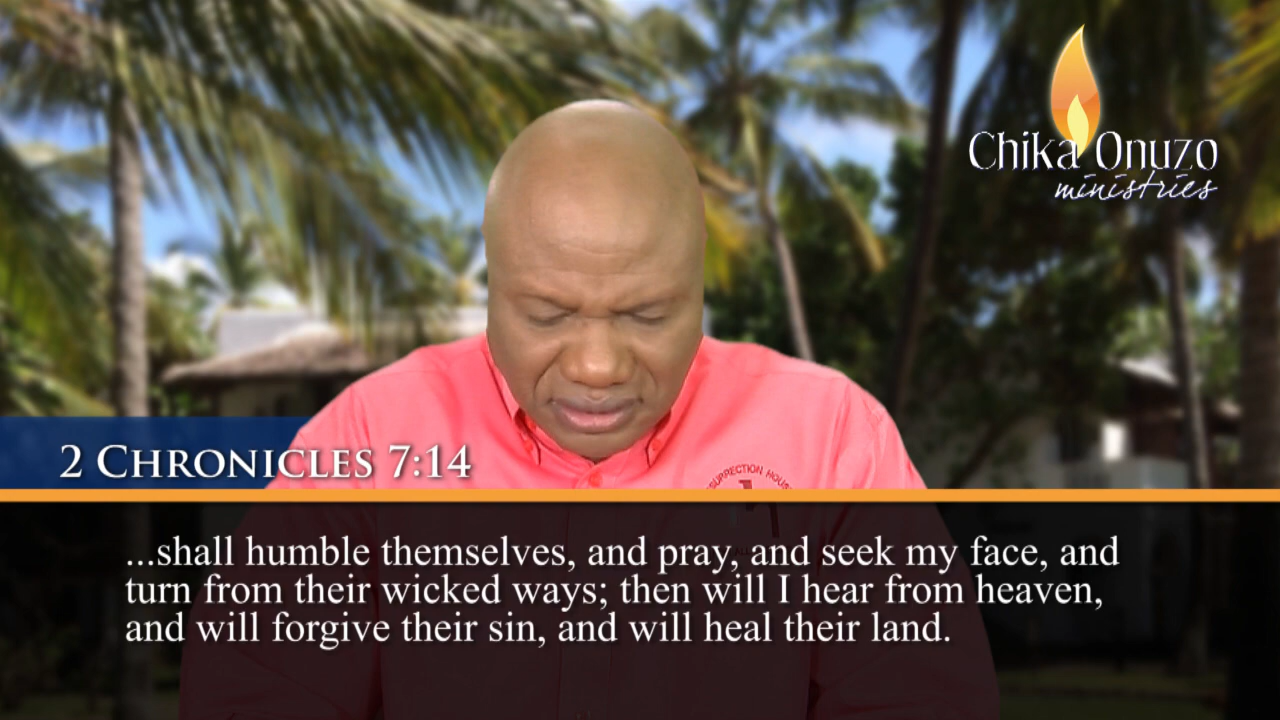 Chika Onuzo
ministries
2 CHRONICLES 7:14
...shall humble themselves, and pray, and seek my face, and
turn from their wicked ways; then will I hear from heaven,
and will forgive their sin, and will heal their land.